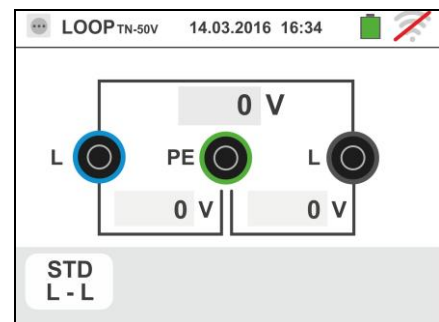 LOOP TN-50V 14.03.2016 16:34
0 V
L PE L
0 V 0 V
STD
L - L